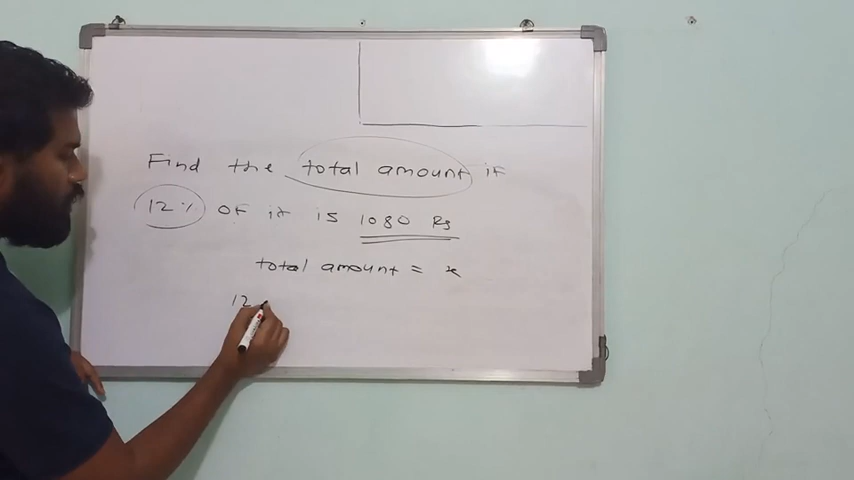 Find the total amount if
12% of it is 1080 Rs
total amount = x
12